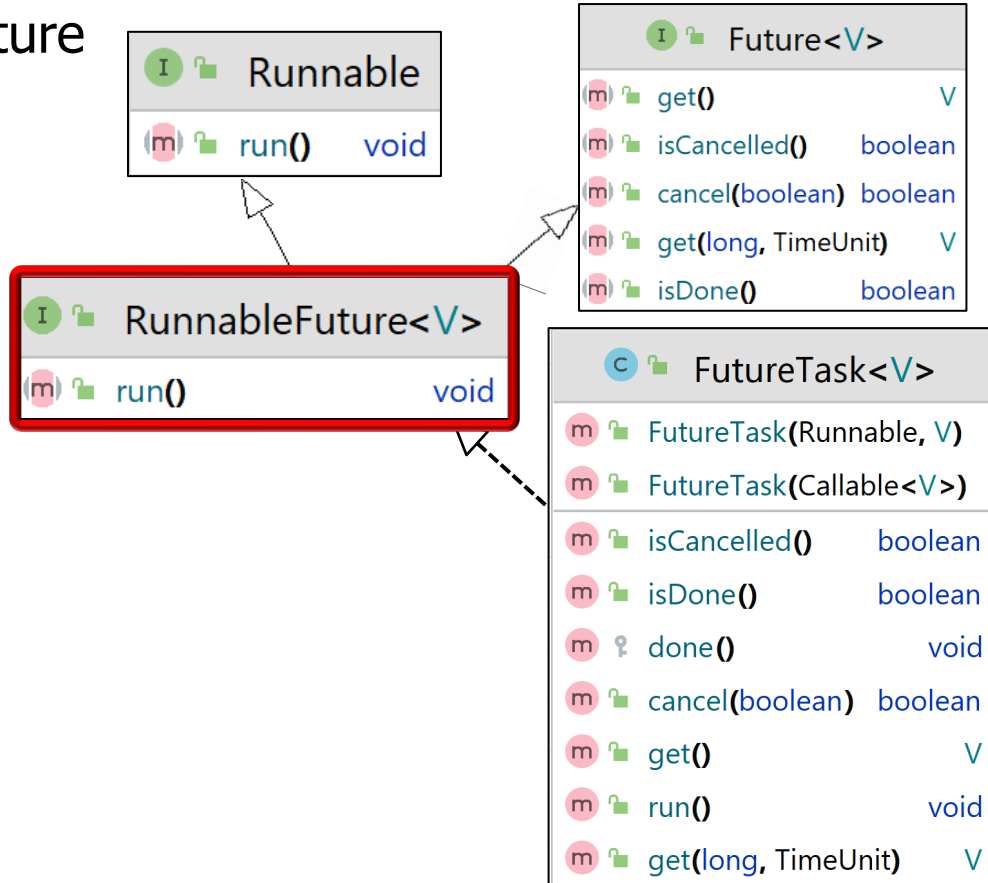 ture
I Runnable
m run() void
I Future<V>
m get() V
m isCancelled() boolean
m cancel(boolean) boolean
m get(long, TimeUnit) V
m isDone() boolean
I RunnableFuture<V>
m run() void
C FutureTask<V>
m FutureTask(Runnable, V)
m FutureTask(Callable<V>)
m isCancelled() boolean
m isDone() boolean
m done() void
m cancel(boolean) boolean
m get() V
m run() void
m get(long, TimeUnit) V